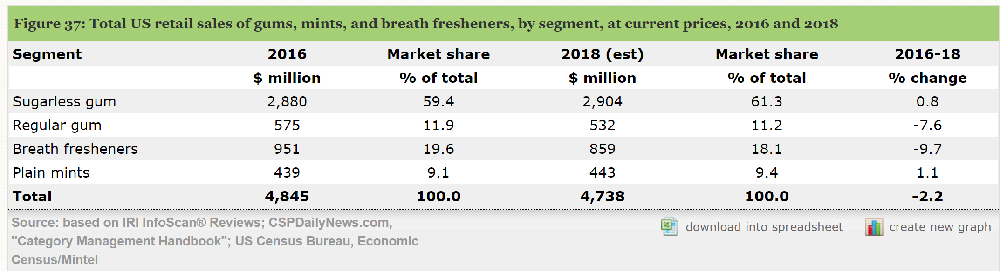 Figure 37: Total US retail sales of gums, mints, and breath fresheners, by segment, at current prices, 2016 and 2018
Segment 2016 Market share 2018 (est) Market share 2016-18
$ million % of total $ million % of total % change
Sugarless gum 2,880 59.4 2,904 61.3 0.8
Regular gum 575 11.9 532 11.2 -7.6
Breath fresheners 951 19.6 859 18.1 -9.7
Plain mints 439 9.1 443 9.4 1.1
Total 4,845 100.0 4,738 100.0 -2.2
Source: based on IRI InfoScan® Reviews; CSPDailyNews.com,
"Category Management Handbook"; US Census Bureau, Economic
Census/Mintel
download into spreadsheet create new graph